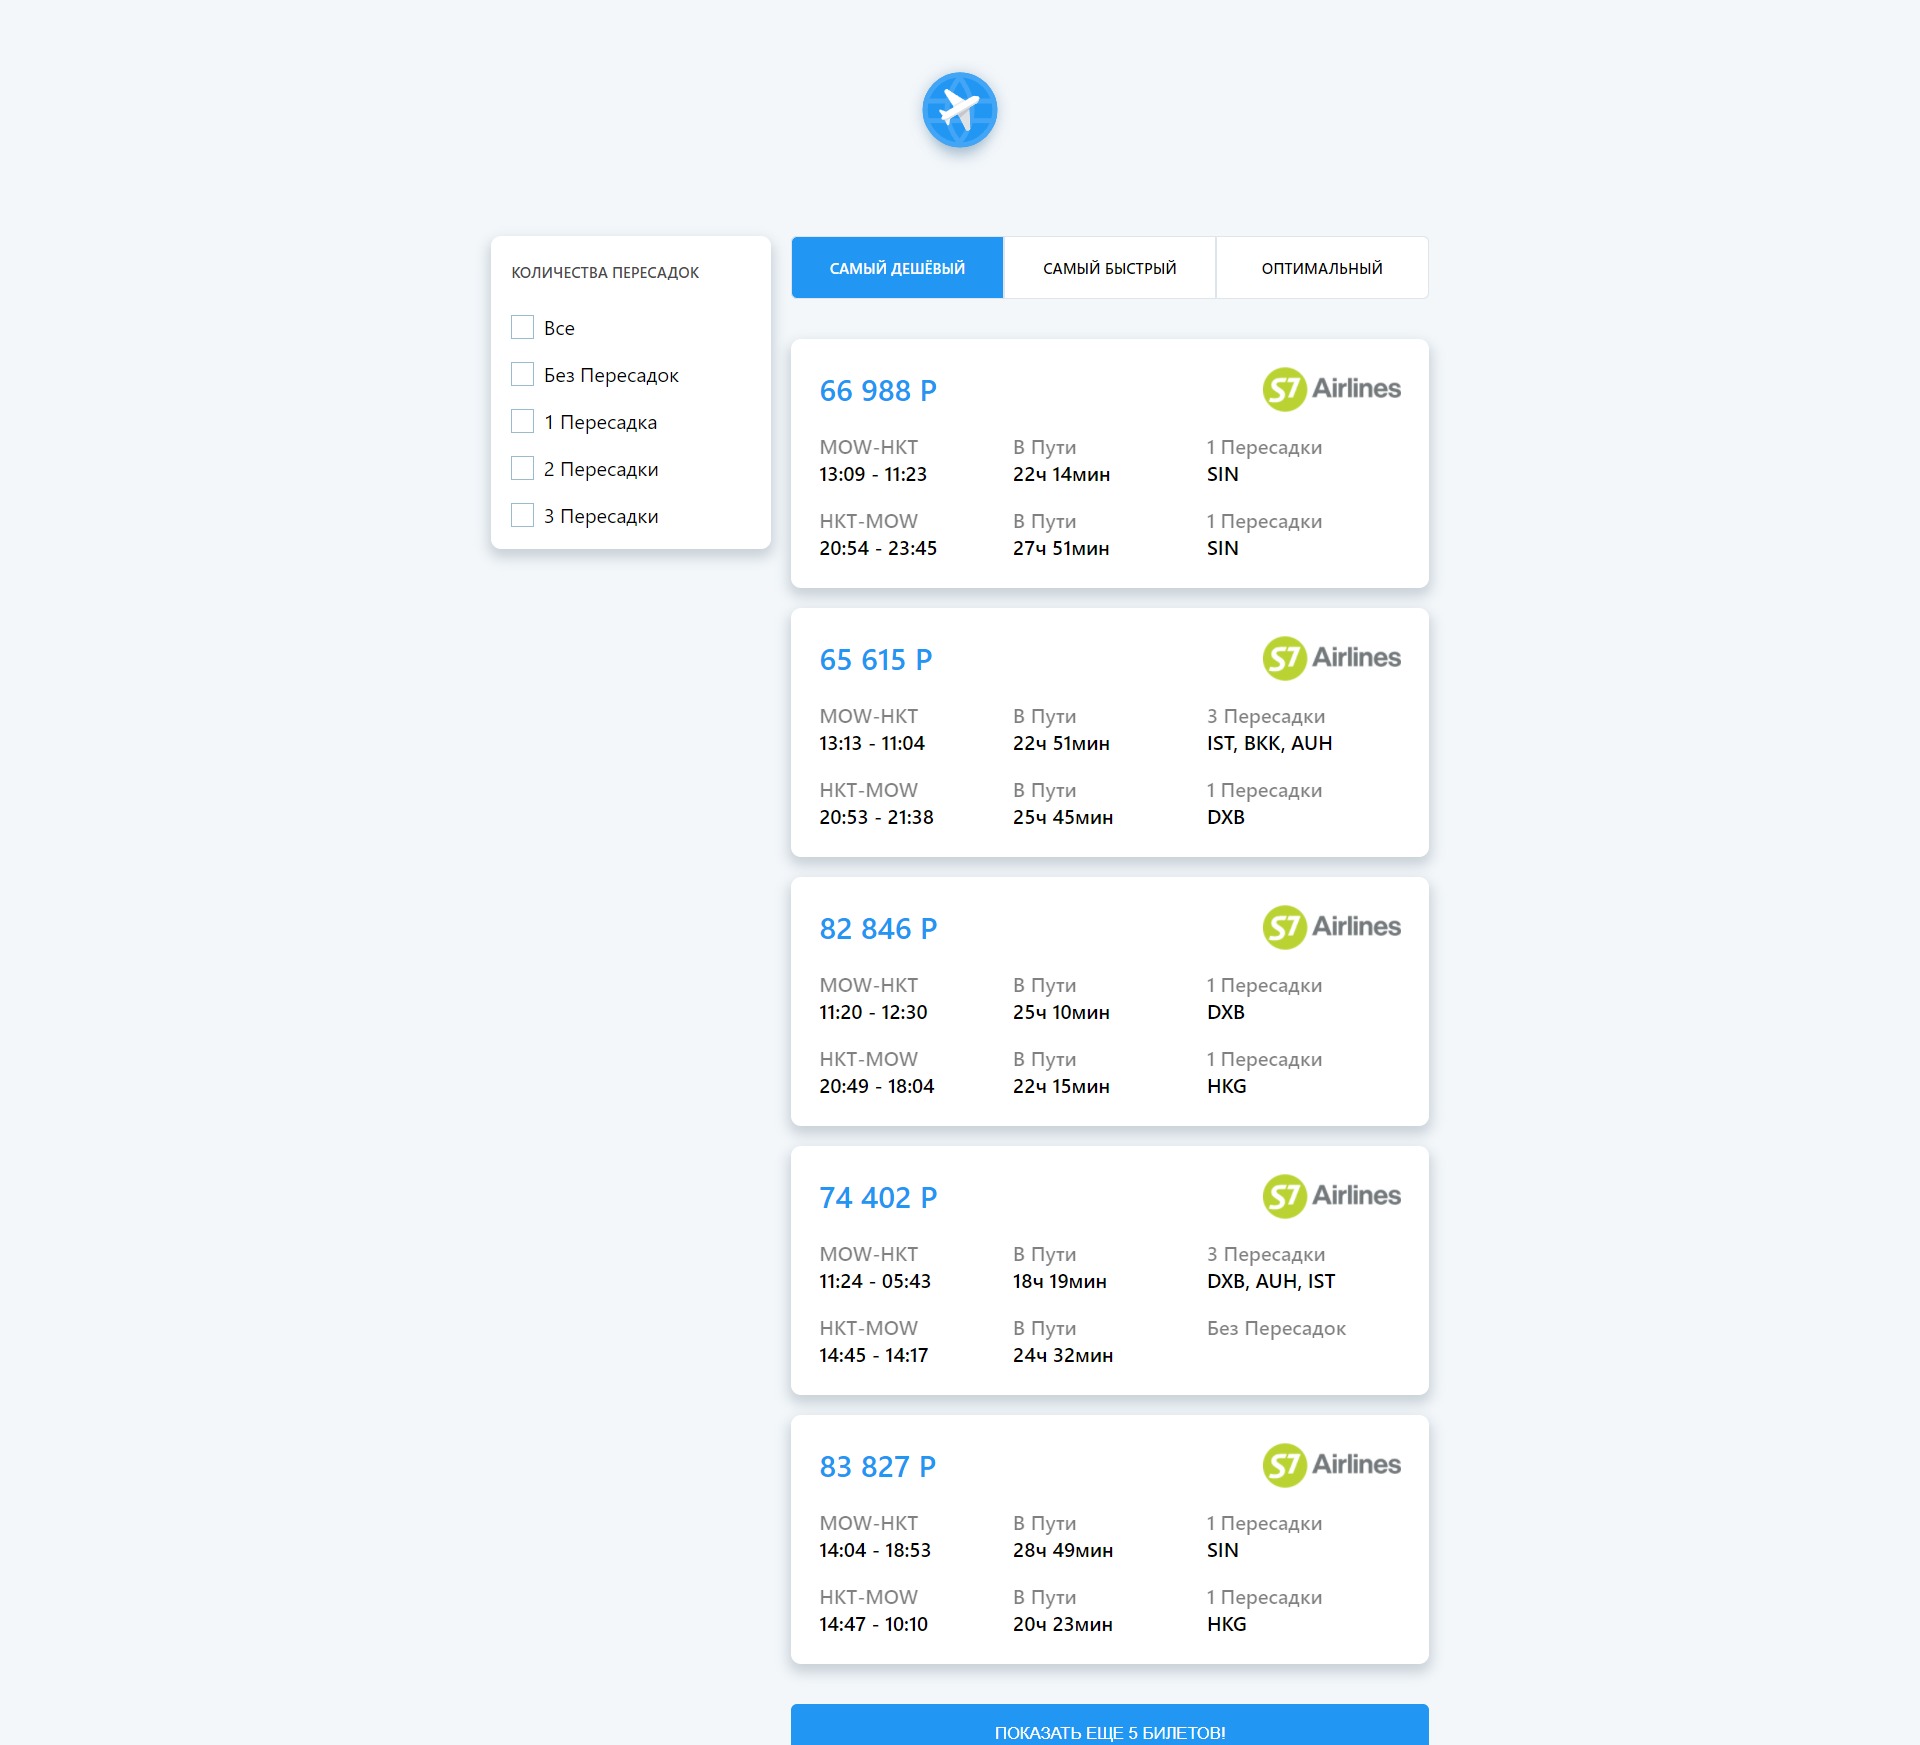 КОЛИЧЕСТВА ПЕРЕСАДОК
Все
Без Пересадок
1 Пересадка
2 Пересадки
3 Пересадки
САМЫЙ ДЕШЁВЫЙ САМЫЙ БЫСТРЫЙ ОПТИМАЛЬНЫЙ
66 988 Р S7 Airlines
MOW-HKT В Пути 1 Пересадки
13:09 - 11:23 22ч 14мин SIN
HKT-MOW В Пути 1 Пересадки
20:54 - 23:45 27ч 51мин SIN
65 615 Р S7 Airlines
MOW-HKT В Пути 3 Пересадки
13:13 - 11:04 22ч 51мин IST, BKK, AUH
HKT-MOW В Пути 1 Пересадки
20:53 - 21:38 25ч 45мин DXB
82 846 Р S7 Airlines
MOW-HKT В Пути 1 Пересадки
11:20 - 12:30 25ч 10мин DXB
HKT-MOW В Пути 1 Пересадки
20:49 - 18:04 22ч 15мин HKG
74 402 Р S7 Airlines
MOW-HKT В Пути 3 Пересадки
11:24 - 05:43 18ч 19мин DXB, AUH, IST
HKT-MOW В Пути Без Пересадок
14:45 - 14:17 24ч 32мин
83 827 Р S7 Airlines
MOW-HKT В Пути 1 Пересадки
14:04 - 18:53 28ч 49мин SIN
HKT-MOW В Пути 1 Пересадки
14:47 - 10:10 20ч 23мин HKG
ПОКАЗАТЬ ЕЩЕ 5 БИЛЕТОВ!